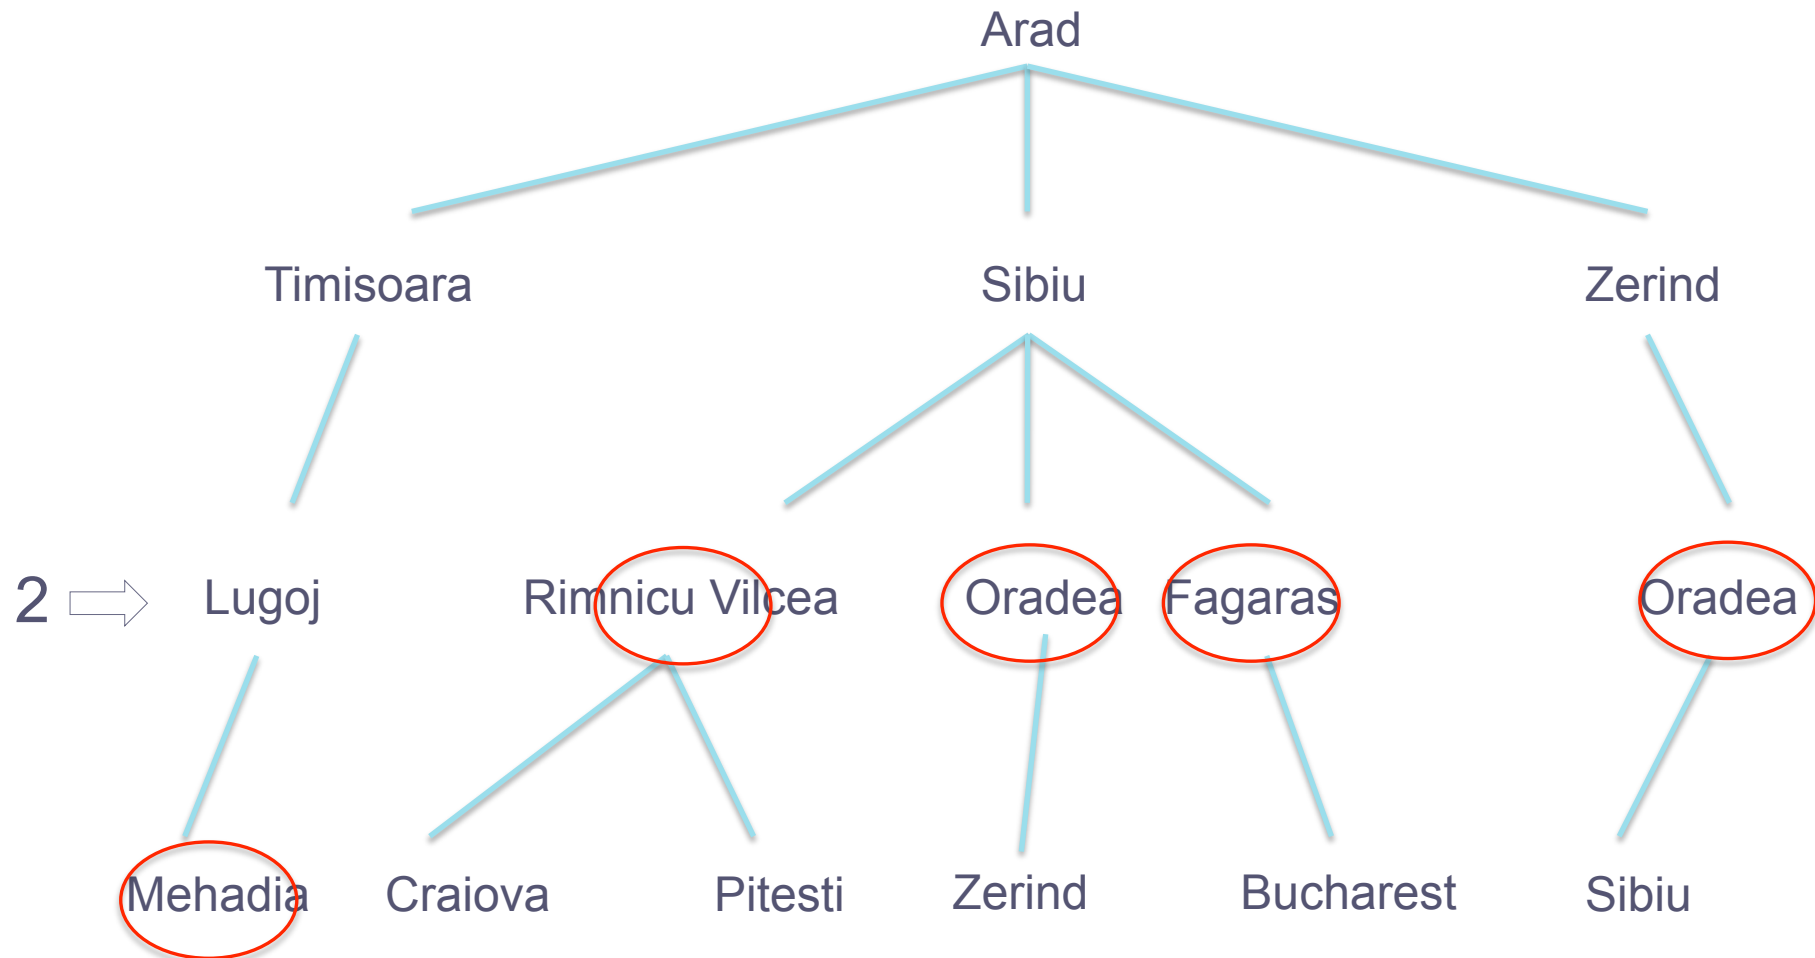 Arad
Timisoara Sibiu Zerind
2 Lugoj Rimnicu Vilcea Oradea Fagaras Oradea
Mehadia Craiova Pitesti Zerind Bucharest Sibiu